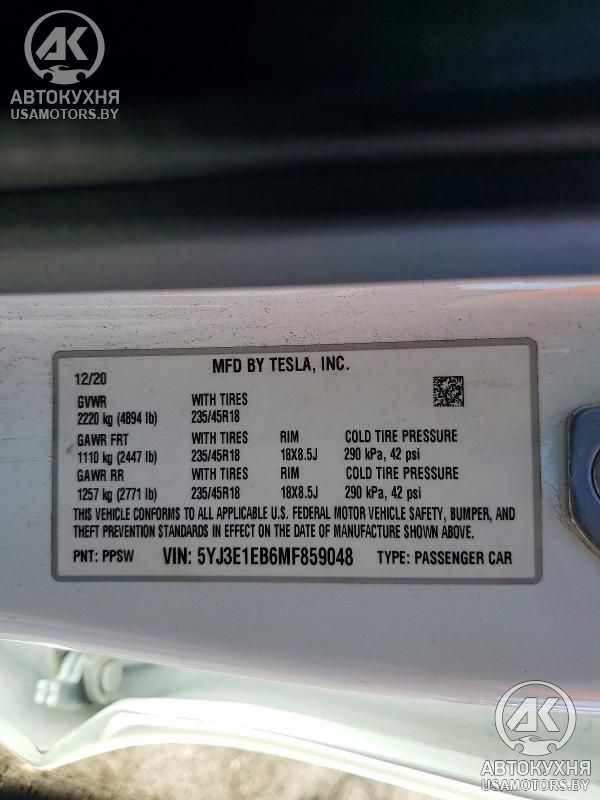 AK
АВТОКУХНЯ
USAMOTORS.BY
MFD BY TESLA, INC.
12/20
GVWR WITH TIRES
2220 kg (4894 lb) 235/45R18
GAWR FRT WITH TIRES RIM COLD TIRE PRESSURE
1110 kg (2447 lb) 235/45R18 18X8.5J 290 kPa, 42 psi
GAWR RR WITH TIRES RIM COLD TIRE PRESSURE
1257 kg (2771 lb) 235/45R18 18X8.5J 290 kPa, 42 psi
THIS VEHICLE CONFORMS TO ALL APPLICABLE U.S. FEDERAL MOTOR VEHICLE SAFETY, BUMPER, AND
THEFT PREVENTION STANDARDS IN EFFECT ON THE DATE OF MANUFACTURE SHOWN ABOVE.
PNT: PPSW VIN: 5YJ3E1EB6MF859048 TYPE: PASSENGER CAR
AK
АВТОКУХНЯ
USAMOTORS.BY